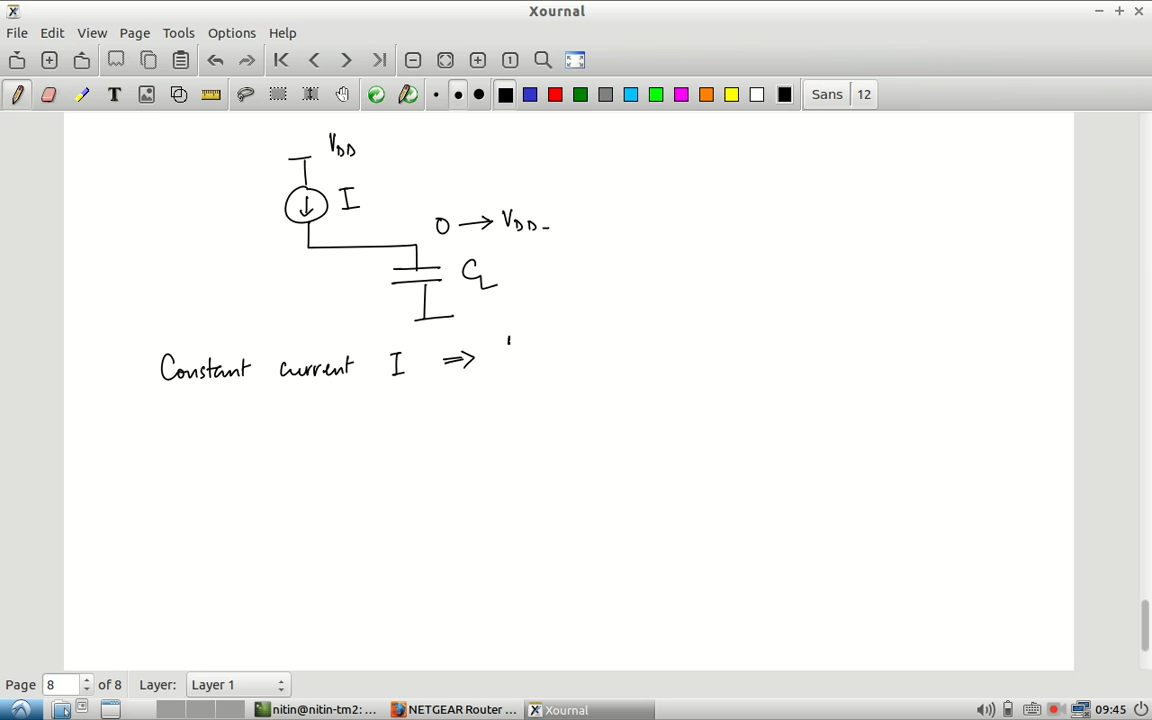 Xournal
File Edit View Page Tools Options Help
Sans 12
VDD
I
0 → VDD
CL
Constant current I ⇒
Page 8 of 8 Layer: Layer 1
nitin@nitin-tm2: ... NETGEAR Router ... Xournal 09:45